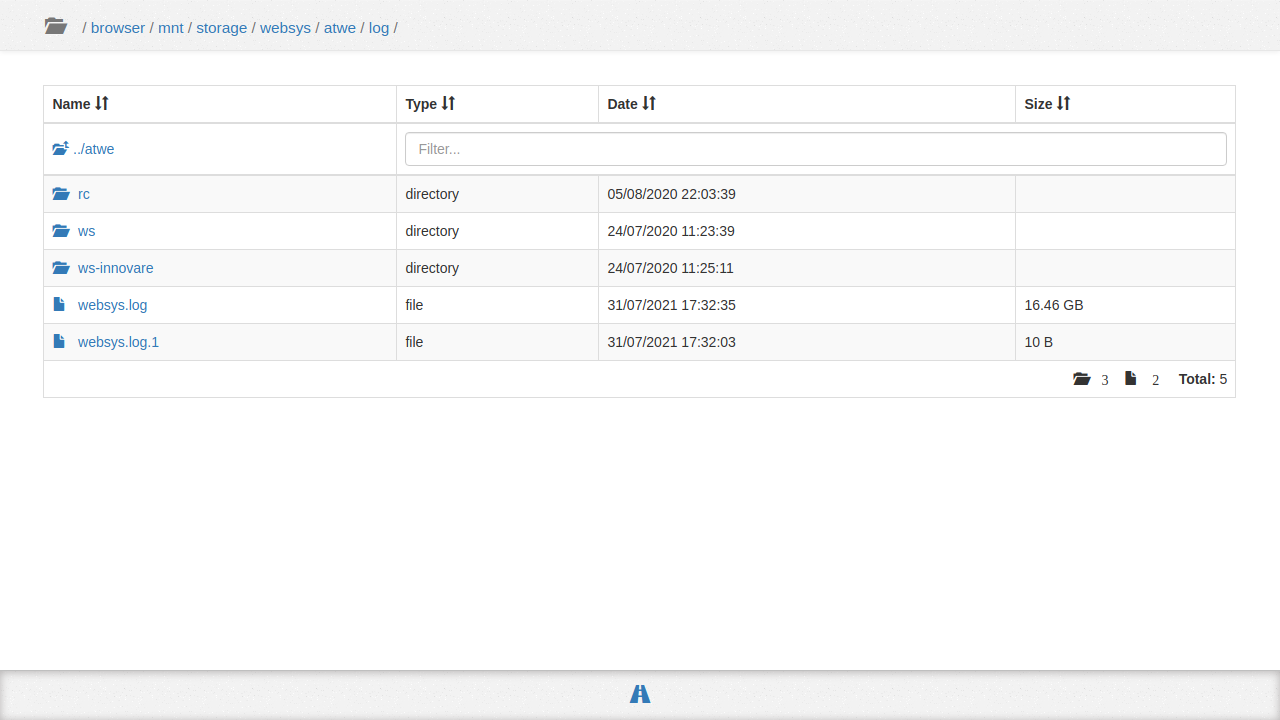 / browser / mnt / storage / websys / atwe / log /
Name Type Date Size
../atwe Filter...
rc directory 05/08/2020 22:03:39
ws directory 24/07/2020 11:23:39
ws-innovare directory 24/07/2020 11:25:11
websys.log file 31/07/2021 17:32:35 16.46 GB
websys.log.1 file 31/07/2021 17:32:03 10 B
3 2 Total: 5